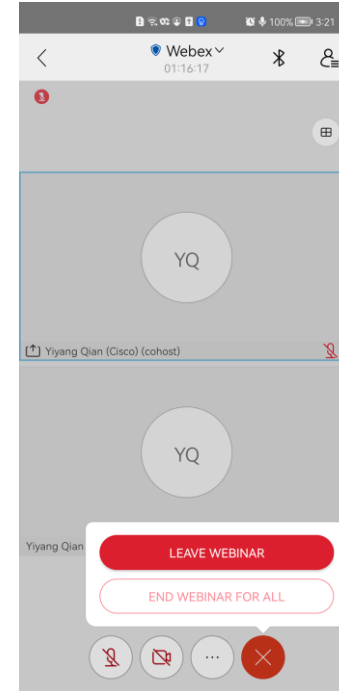 100% 3:21
Webex
01:16:17
YQ
Yiyang Qian (Cisco) (cohost)
YQ
Yiyang Qian
LEAVE WEBINAR
END WEBINAR FOR ALL